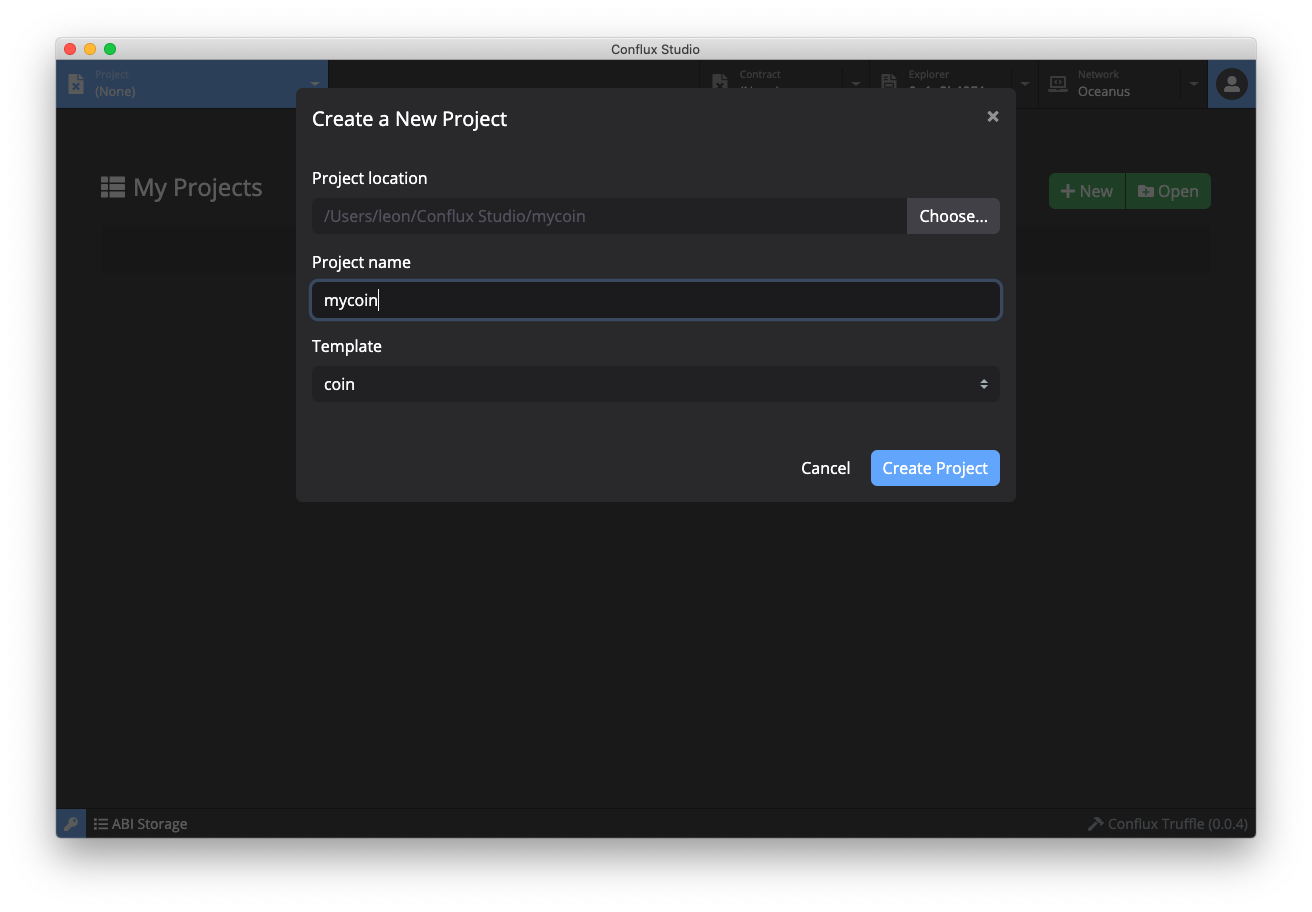 Conflux Studio
Project
(None)
Contract
Explorer
Network
Oceanus
Create a New Project
My Projects
New
Open
Project location
/Users/leon/Conflux Studio/mycoin
Choose...
Project name
mycoin
Template
coin
Cancel
Create Project
ABI Storage
Conflux Truffle (0.0.4)